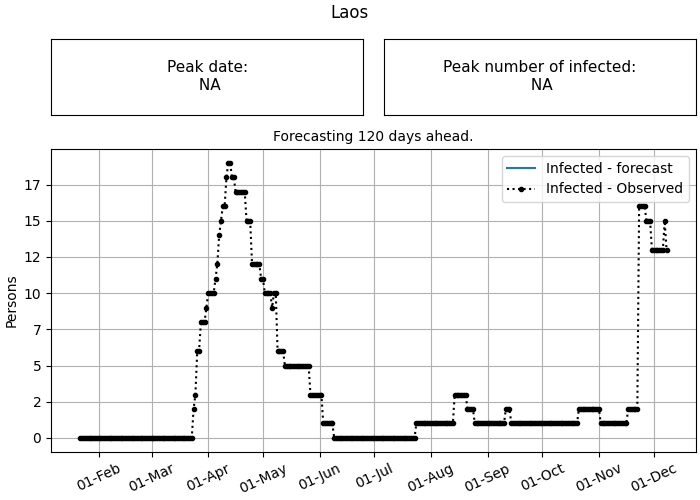 Laos
Peak date:
NA
Peak number of infected:
NA
Forecasting 120 days ahead.
Infected - forecast
Infected - Observed
17
15
12
10
7
5
2
0
Persons
01-Feb
01-Mar
01-Apr
01-May
01-Jun
01-Jul
01-Aug
01-Sep
01-Oct
01-Nov
01-Dec